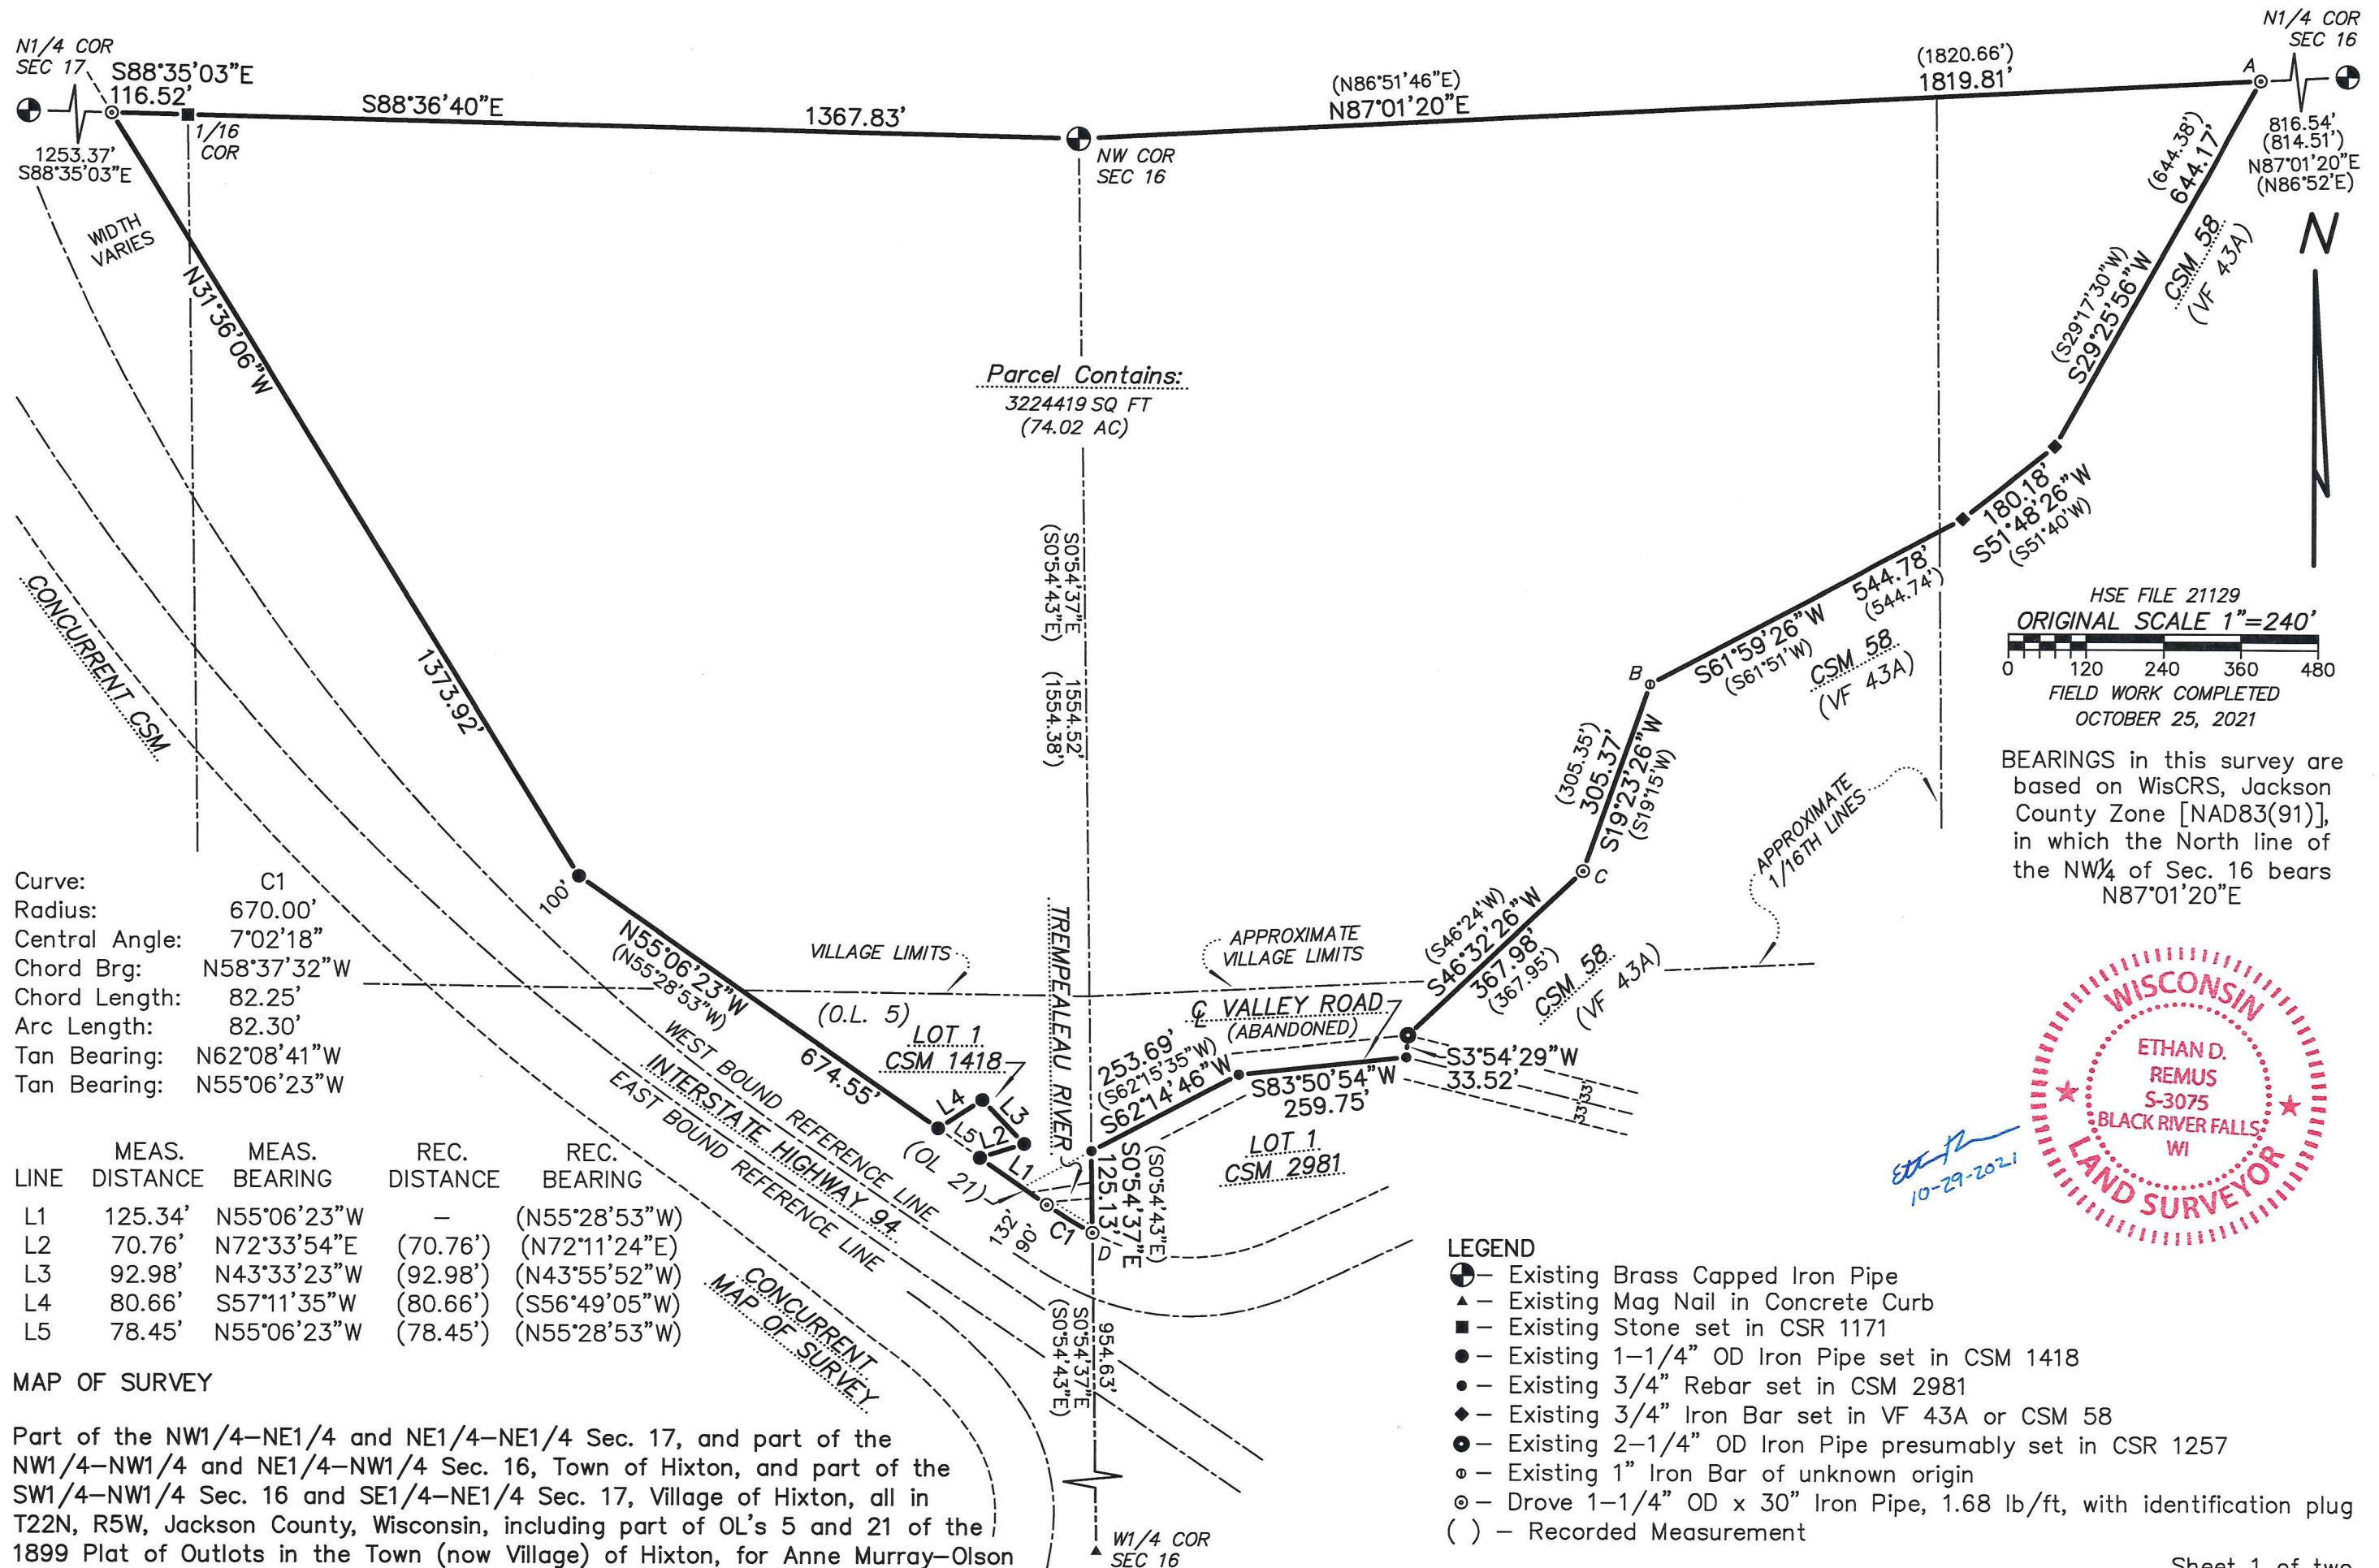 N1/4 COR
SEC 17
S88°35'03"E
116.52'
S88°36'40"E
1367.83'
(N86°51'46"E)
N87°01'20"E
(1820.66')
1819.81'
A
N1/4 COR
SEC 16
1253.37'
S88°35'03"E
1/16
COR
NW COR
SEC 16
816.54'
(814.51')
N87°01'20"E
(N86°52'E)
N
WIDTH
VARIES
N31°36'06"W
1373.92'
(644.38')
644.17'
(S29°17'30"W)
S29°25'56"W
CSM 58
(VF 43A)
Parcel Contains:
3224419 SQ FT
(74.02 AC)
180.18'
S51°48'26"W
(S51°40'W)
544.78'
(544.74')
S61°59'26"W
(S61°51'W)
CSM 58
(VF 43A)
B
S0°54'37"E 1554.52'
(S0°54'43"E) (1554.38')
CONCURRENT CSM
HSE FILE 21129
ORIGINAL SCALE 1"=240'
0 120 240 360 480
FIELD WORK COMPLETED
OCTOBER 25, 2021
BEARINGS in this survey are
based on WisCRS, Jackson
County Zone [NAD83(91)],
in which the North line of
the NW¼ of Sec. 16 bears
N87°01'20"E
(305.35')
305.37'
S19°23'26"W
(S19°15'W)
C
APPROXIMATE
1/16TH LINES
Curve: C1
Radius: 670.00'
Central Angle: 7°02'18"
Chord Brg: N58°37'32"W
Chord Length: 82.25'
Arc Length: 82.30'
Tan Bearing: N62°08'41"W
Tan Bearing: N55°06'23"W
100'
N55°06'23"W
(N55°28'53"W)
674.55'
VILLAGE LIMITS
APPROXIMATE
VILLAGE LIMITS
(S46°24'W)
S46°32'26"W
367.98'
(367.95')
CSM 58
(VF 43A)
(O.L. 5)
LOT 1
CSM 1418
TREMPEALEAU RIVER
℄ VALLEY ROAD
(ABANDONED)
253.69'
(S62°15'35"W)
S62°14'46"W
S83°50'54"W
259.75'
S3°54'29"W
33.52'
33'
33'
LOT 1
CSM 2981
WEST BOUND REFERENCE LINE
INTERSTATE HIGHWAY 94
EAST BOUND REFERENCE LINE
L4
L3
L5
L2
L1
(OL 21)
132'
90'
C1
D
(S0°54'43"E)
S0°54'37"E
125.13'
WISCONSIN
ETHAN D.
REMUS
S-3075
BLACK RIVER FALLS
WI
LAND SURVEYOR
10-29-2021
MEAS. MEAS. REC. REC.
LINE DISTANCE BEARING DISTANCE BEARING
L1 125.34' N55°06'23"W – (N55°28'53"W)
L2 70.76' N72°33'54"E (70.76') (N72°11'24"E)
L3 92.98' N43°33'23"W (92.98') (N43°55'52"W)
L4 80.66' S57°11'35"W (80.66') (S56°49'05"W)
L5 78.45' N55°06'23"W (78.45') (N55°28'53"W)
CONCURRENT
MAP OF SURVEY
954.63'
S0°54'37"E
(S0°54'43"E)
W1/4 COR
SEC 16
LEGEND
– Existing Brass Capped Iron Pipe
– Existing Mag Nail in Concrete Curb
– Existing Stone set in CSR 1171
– Existing 1–1/4" OD Iron Pipe set in CSM 1418
– Existing 3/4" Rebar set in CSM 2981
– Existing 3/4" Iron Bar set in VF 43A or CSM 58
– Existing 2–1/4" OD Iron Pipe presumably set in CSR 1257
– Existing 1" Iron Bar of unknown origin
– Drove 1–1/4" OD x 30" Iron Pipe, 1.68 lb/ft, with identification plug
( ) – Recorded Measurement
MAP OF SURVEY
Part of the NW1/4–NE1/4 and NE1/4–NE1/4 Sec. 17, and part of the
NW1/4–NW1/4 and NE1/4–NW1/4 Sec. 16, Town of Hixton, and part of the
SW1/4–NW1/4 Sec. 16 and SE1/4–NE1/4 Sec. 17, Village of Hixton, all in
T22N, R5W, Jackson County, Wisconsin, including part of OL's 5 and 21 of the
1899 Plat of Outlots in the Town (now Village) of Hixton, for Anne Murray–Olson
Sheet 1 of two